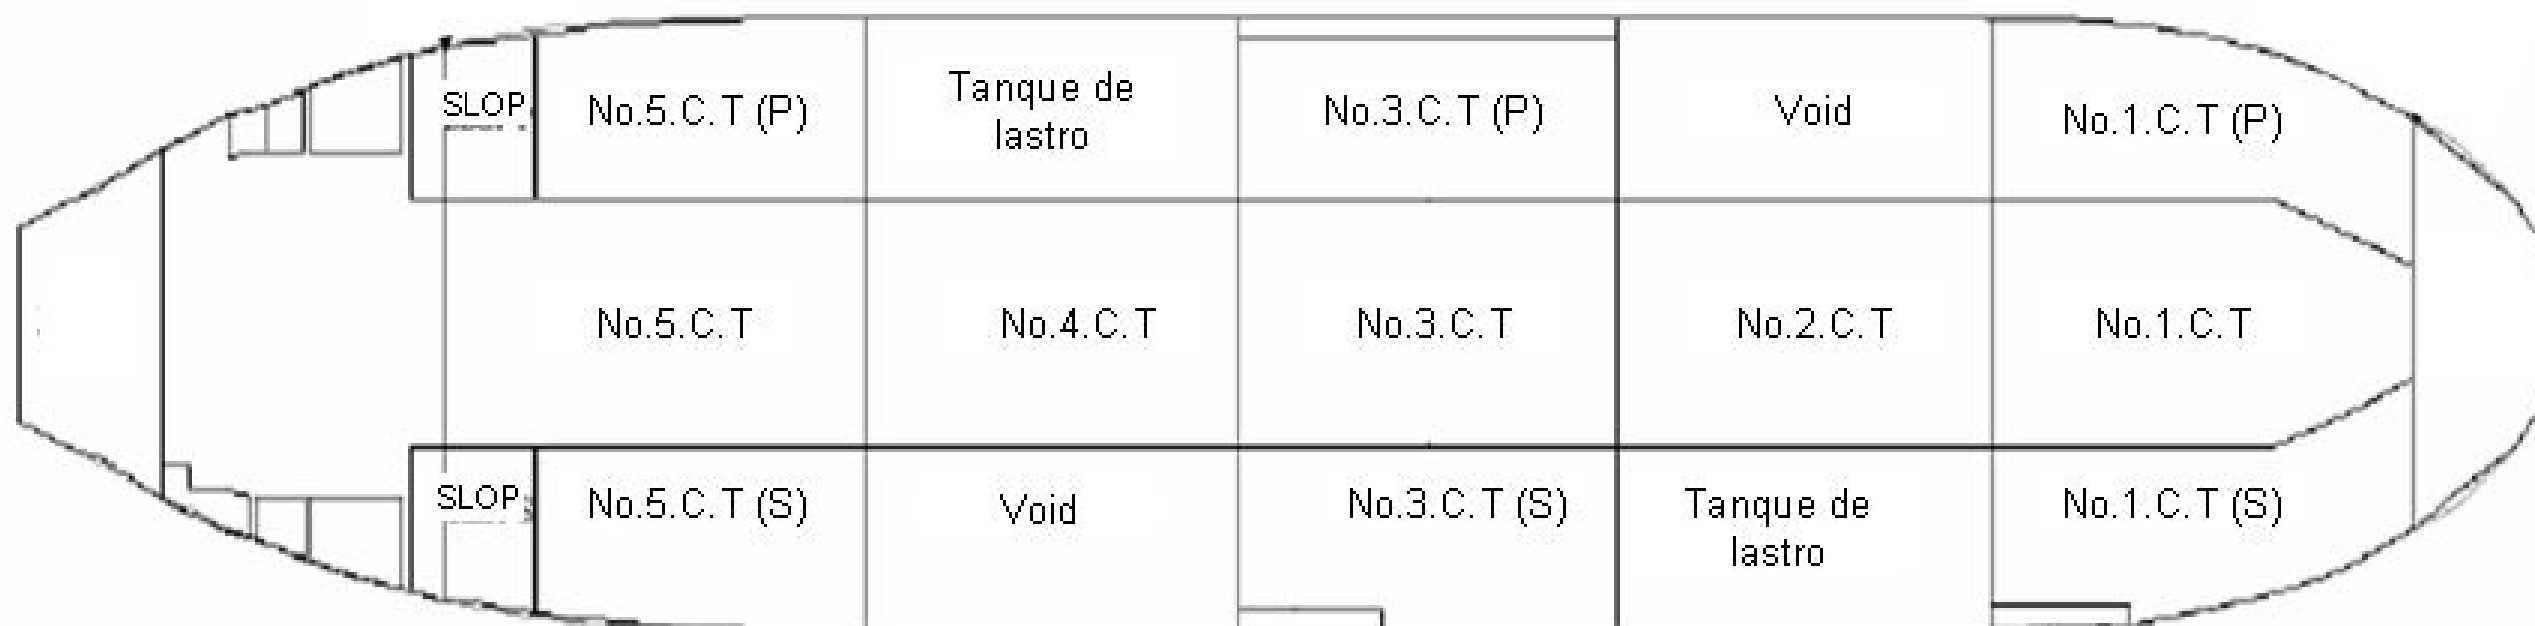 SLOP
No.5.C.T (P)
Tanque de
lastro
No.3.C.T (P)
Void
No.1.C.T (P)
No.5.C.T
No.4.C.T
No.3.C.T
No.2.C.T
No.1.C.T
SLOP
No.5.C.T (S)
Void
No.3.C.T (S)
Tanque de
lastro
No.1.C.T (S)